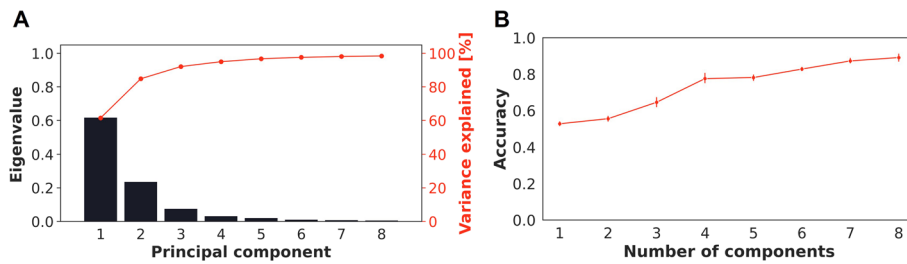 A
1.0
0.8
0.6
0.4
0.2
0.0
Eigenvalue
1 2 3 4 5 6 7 8
Principal component
100
80
60
40
20
0
Variance explained [%]
B
1.0
0.8
0.6
0.4
0.2
0.0
Accuracy
1 2 3 4 5 6 7 8
Number of components